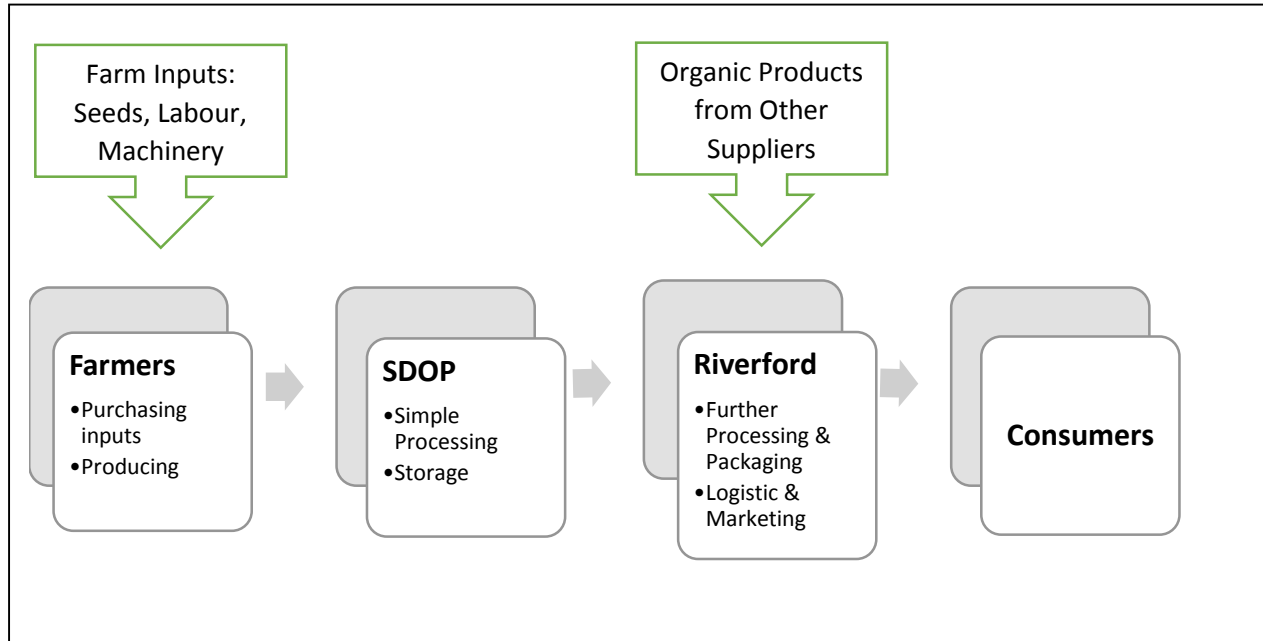 Farm Inputs:
Seeds, Labour,
Machinery
Organic Products
from Other
Suppliers
Farmers
•Purchasing
inputs
•Producing
SDOP
•Simple
Processing
•Storage
Riverford
•Further
Processing &
Packaging
•Logistic &
Marketing
Consumers